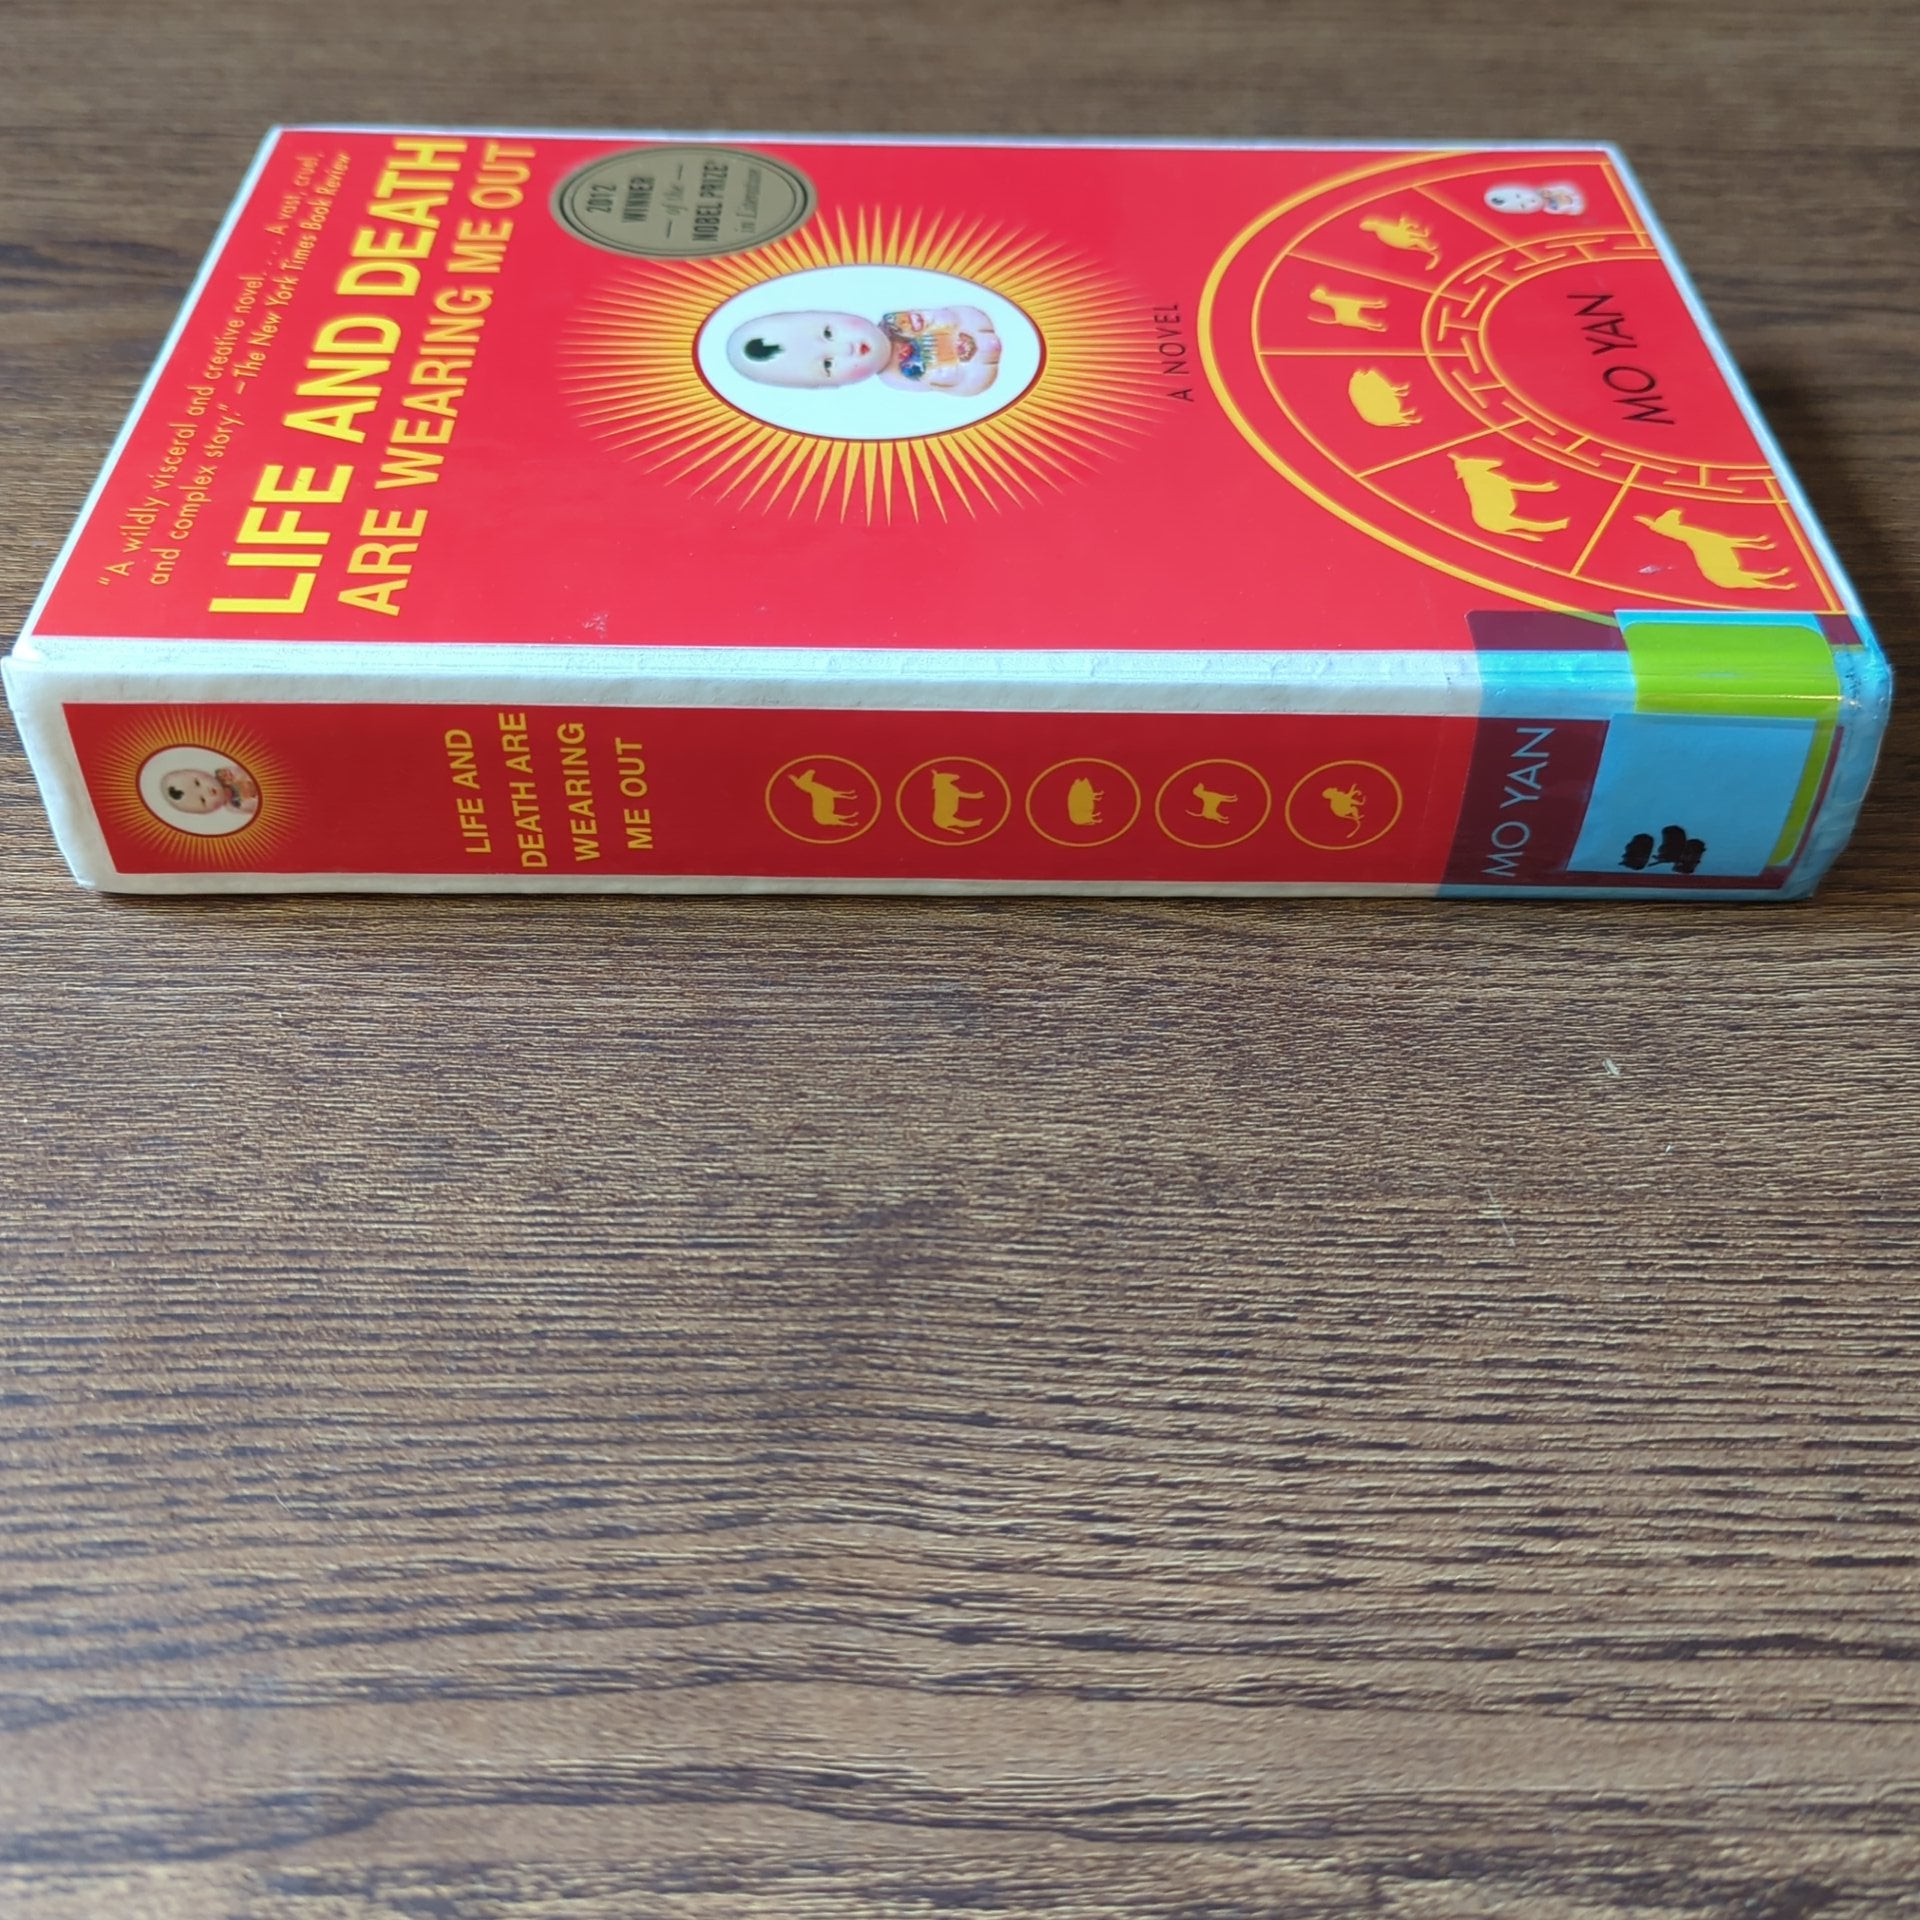 “A wildly visceral and creative novel. . . . A vast, cruel,
and complex story.” –The New York Times Book Review
LIFE AND DEATH
ARE WEARING ME OUT
2012
WINNER
— of the —
NOBEL PRIZE
in Literature
A NOVEL
MO YAN
LIFE AND
DEATH ARE
WEARING
ME OUT
MO YAN